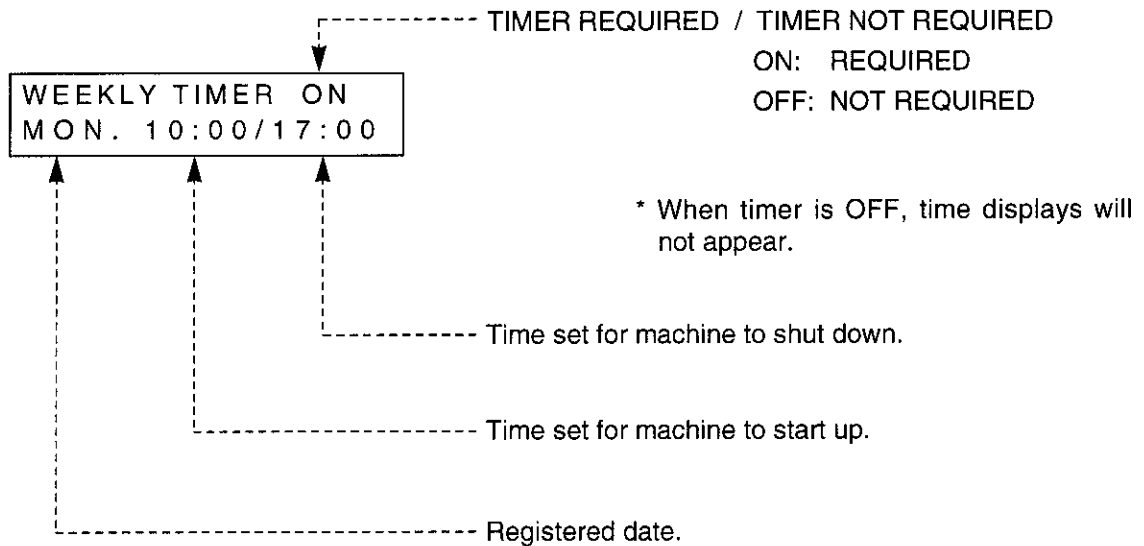 TIMER REQUIRED / TIMER NOT REQUIRED
ON: REQUIRED
OFF: NOT REQUIRED
WEEKLY TIMER ON
MON. 10:00/17:00
* When timer is OFF, time displays will
not appear.
Time set for machine to shut down.
Time set for machine to start up.
Registered date.